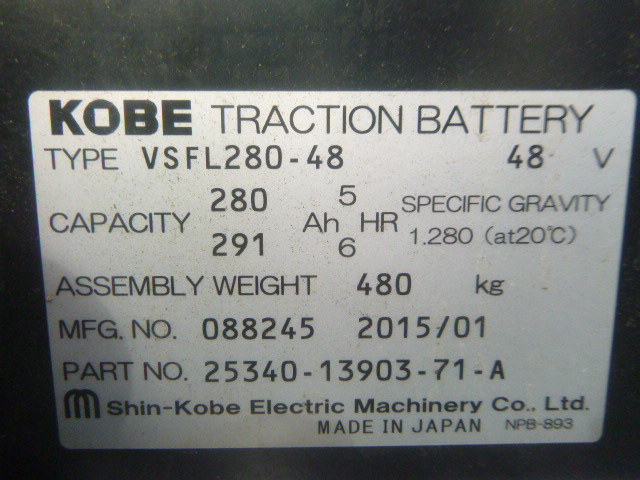 KOBE TRACTION BATTERY
TYPE VSFL280-48 48 V
CAPACITY 280 Ah 5 HR SPECIFIC GRAVITY
291 6 1.280 (at20℃)
ASSEMBLY WEIGHT 480 kg
MFG. NO. 088245 2015/01
PART NO. 25340-13903-71-A
Shin-Kobe Electric Machinery Co., Ltd.
MADE IN JAPAN NPB-893